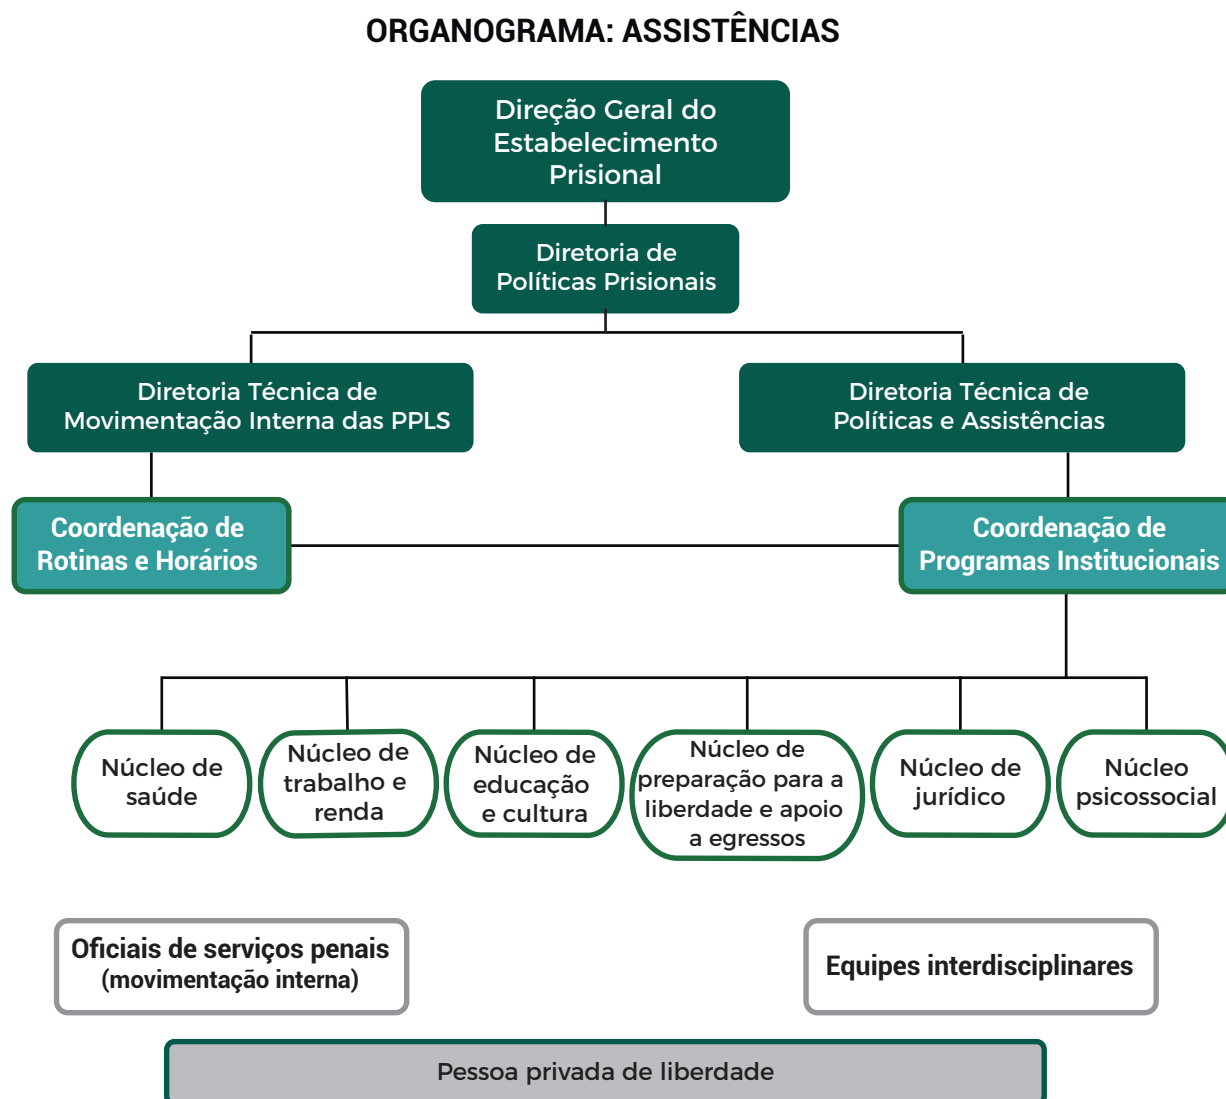 ORGANOGRAMA: ASSISTÊNCIAS
Direção Geral do
Estabelecimento
Prisional
Diretoria de
Políticas Prisionais
Diretoria Técnica de
Movimentação Interna das PPLS
Diretoria Técnica de
Políticas e Assistências
Coordenação de
Rotinas e Horários
Coordenação de
Programas Institucionais
Núcleo de
saúde
Núcleo de
trabalho e
renda
Núcleo de
educação
e cultura
Núcleo de
preparação para a
liberdade e apoio
a egressos
Núcleo de
jurídico
Núcleo
psicossocial
Oficiais de serviços penais
(movimentação interna)
Equipes interdisciplinares
Pessoa privada de liberdade